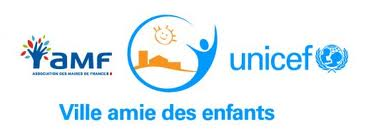 AMF
ASSOCIATION DES MAIRES DE FRANCE
unicef
Ville amie des enfants